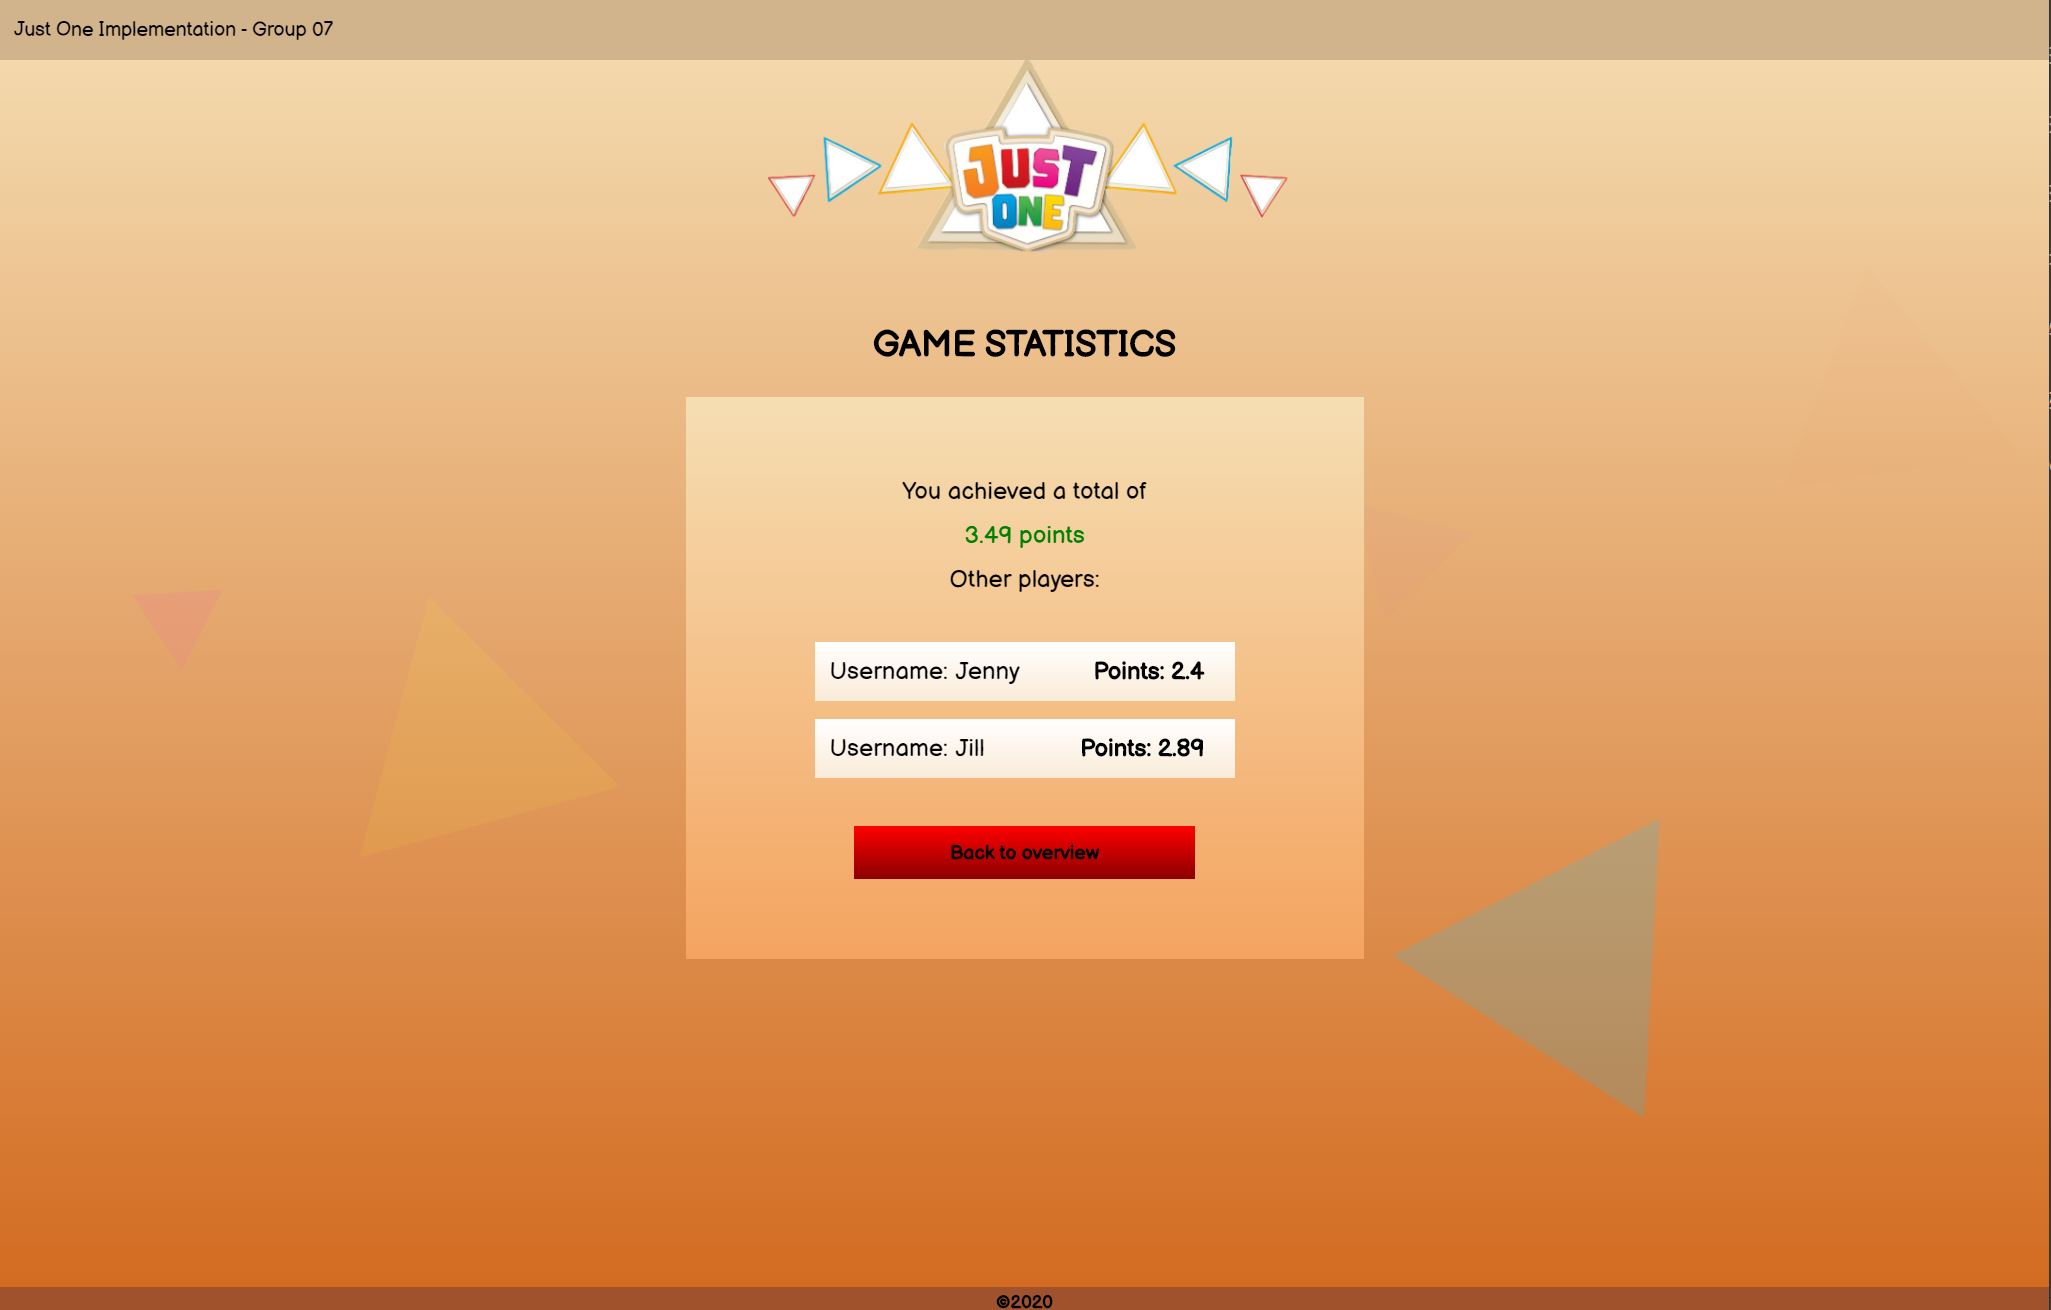 Just One Implementation - Group 07
JUST
ONE
GAME STATISTICS
You achieved a total of
3.49 points
Other players:
Username: Jenny Points: 2.4
Username: Jill Points: 2.89
Back to overview
©2020